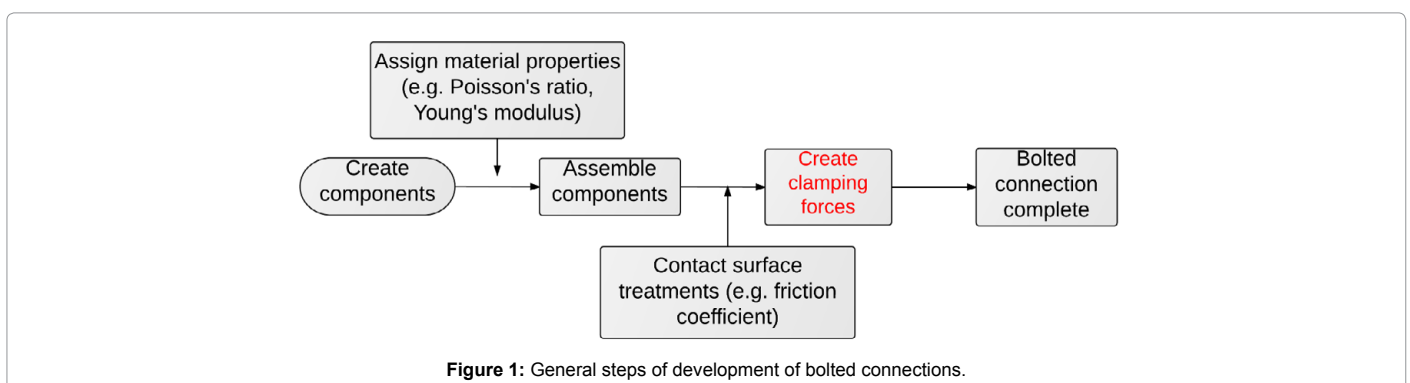 Assign material properties
(e.g. Poisson's ratio,
Young's modulus)
Create
components
Assemble
components
Create
clamping
forces
Bolted
connection
complete
Contact surface
treatments (e.g. friction
coefficient)
Figure 1: General steps of development of bolted connections.